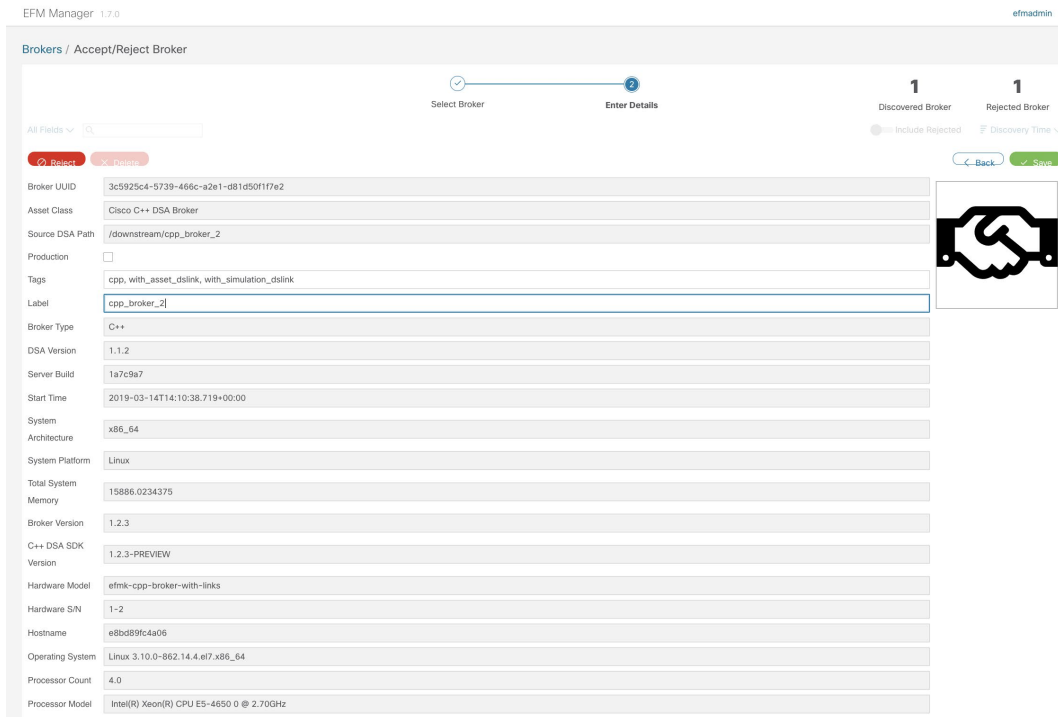 EFM Manager 1.7.0
efmadmin
Brokers / Accept/Reject Broker
2
1
1
Select Broker
Enter Details
Discovered Broker
Rejected Broker
All Fields
Include Rejected
Discovery Time
Reject
Delete
Back
Save
Broker UUID
3c5925c4-5739-466c-a2e1-d81d50f1f7e2
Asset Class
Cisco C++ DSA Broker
Source DSA Path
/downstream/cpp_broker_2
Production
Tags
cpp, with_asset_dslink, with_simulation_dslink
Label
cpp_broker_2
Broker Type
C++
DSA Version
1.1.2
Server Build
1a7c9a7
Start Time
2019-03-14T14:10:38.719+00:00
System
Architecture
x86_64
System Platform
Linux
Total System
Memory
15886.0234375
Broker Version
1.2.3
C++ DSA SDK
Version
1.2.3-PREVIEW
Hardware Model
efmk-cpp-broker-with-links
Hardware S/N
1-2
Hostname
e8bd89fc4a06
Operating System
Linux 3.10.0-862.14.4.el7.x86_64
Processor Count
4.0
Processor Model
Intel(R) Xeon(R) CPU E5-4650 0 @ 2.70GHz